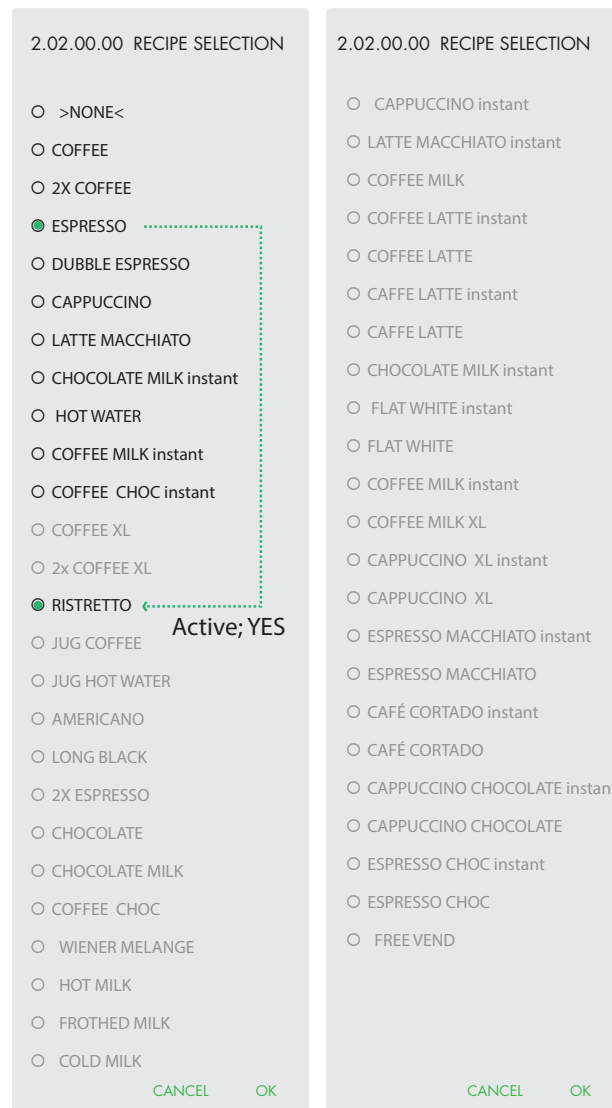 2.02.00.00 RECIPE SELECTION
>NONE<
COFFEE
2X COFFEE
ESPRESSO
DUBBLE ESPRESSO
CAPPUCCINO
LATTE MACCHIATO
CHOCOLATE MILK instant
HOT WATER
COFFEE MILK instant
COFFEE CHOC instant
COFFEE XL
2x COFFEE XL
RISTRETTO
Active; YES
JUG COFFEE
JUG HOT WATER
AMERICANO
LONG BLACK
2X ESPRESSO
CHOCOLATE
CHOCOLATE MILK
COFFEE CHOC
WIENER MELANGE
HOT MILK
FROTHED MILK
COLD MILK
CANCEL OK
2.02.00.00 RECIPE SELECTION
CAPPUCCINO instant
LATTE MACCHIATO instant
COFFEE MILK
COFFEE LATTE instant
COFFEE LATTE
CAFFE LATTE instant
CAFFE LATTE
CHOCOLATE MILK instant
FLAT WHITE instant
FLAT WHITE
COFFEE MILK instant
COFFEE MILK XL
CAPPUCCINO XL instant
CAPPUCCINO XL
ESPRESSO MACCHIATO instant
ESPRESSO MACCHIATO
CAFÉ CORTADO instant
CAFÉ CORTADO
CAPPUCCINO CHOCOLATE instant
CAPPUCCINO CHOCOLATE
ESPRESSO CHOC instant
ESPRESSO CHOC
FREE VEND
CANCEL OK